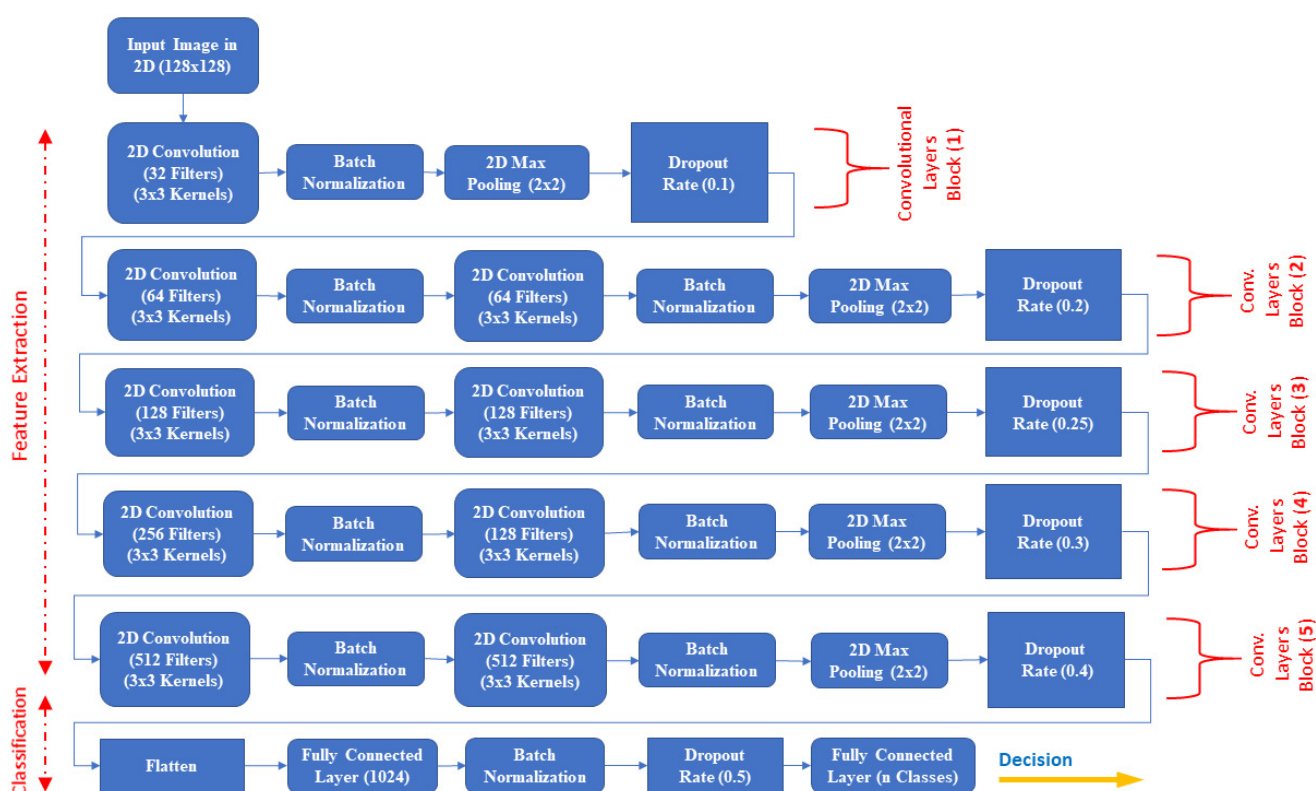 Input Image in
2D (128x128)
2D Convolution
(32 Filters)
(3x3 Kernels)
Batch
Normalization
2D Max
Pooling (2x2)
Dropout
Rate (0.1)
Convolutional
Layers
Block (1)
2D Convolution
(64 Filters)
(3x3 Kernels)
Batch
Normalization
2D Convolution
(64 Filters)
(3x3 Kernels)
Batch
Normalization
2D Max
Pooling (2x2)
Dropout
Rate (0.2)
Conv.
Layers
Block (2)
Feature Extraction
2D Convolution
(128 Filters)
(3x3 Kernels)
Batch
Normalization
2D Convolution
(128 Filters)
(3x3 Kernels)
Batch
Normalization
2D Max
Pooling (2x2)
Dropout
Rate (0.25)
Conv.
Layers
Block (3)
2D Convolution
(256 Filters)
(3x3 Kernels)
Batch
Normalization
2D Convolution
(128 Filters)
(3x3 Kernels)
Batch
Normalization
2D Max
Pooling (2x2)
Dropout
Rate (0.3)
Conv.
Layers
Block (4)
2D Convolution
(512 Filters)
(3x3 Kernels)
Batch
Normalization
2D Convolution
(512 Filters)
(3x3 Kernels)
Batch
Normalization
2D Max
Pooling (2x2)
Dropout
Rate (0.4)
Conv.
Layers
Block (5)
Classification
Flatten
Fully Connected
Layer (1024)
Batch
Normalization
Dropout
Rate (0.5)
Fully Connected
Layer (n Classes)
Decision